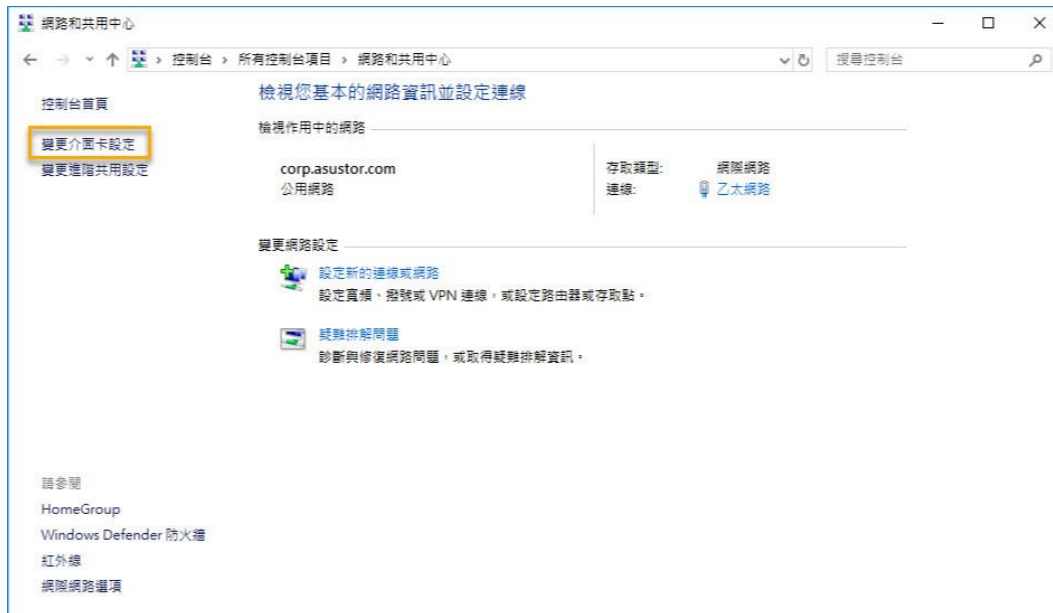 網路和共用中心
控制台 › 所有控制台項目 › 網路和共用中心
搜尋控制台
控制台首頁
變更介面卡設定
變更進階共用設定
檢視您基本的網路資訊並設定連線
檢視作用中的網路
corp.asustor.com
公用網路
存取類型: 網際網路
連線: 乙太網路
變更網路設定
設定新的連線或網路
設定寬頻、撥號或 VPN 連線，或設定路由器或存取點。
疑難排解問題
診斷與修復網路問題，或取得疑難排解資訊。
請參閱
HomeGroup
Windows Defender 防火牆
紅外線
網際網路選項